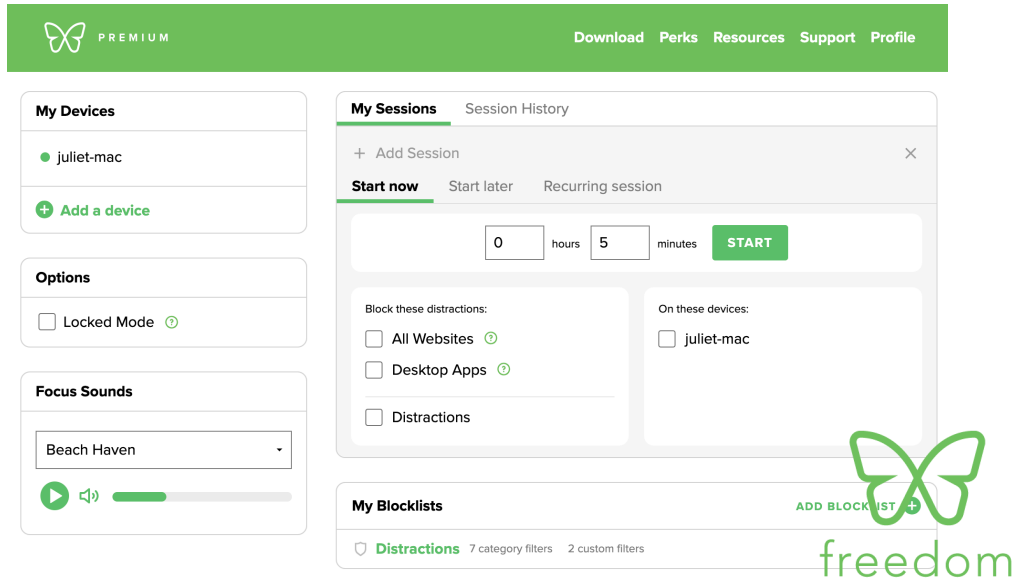 PREMIUM
Download Perks Resources Support Profile
My Devices
juliet-mac
Add a device
Options
Locked Mode ?
Focus Sounds
Beach Haven
My Sessions Session History
+ Add Session
Start now Start later Recurring session
0 hours 5 minutes START
Block these distractions:
All Websites ?
Desktop Apps ?
Distractions
On these devices:
juliet-mac
My Blocklists ADD BLOCKLIST
Distractions 7 category filters 2 custom filters
freedom